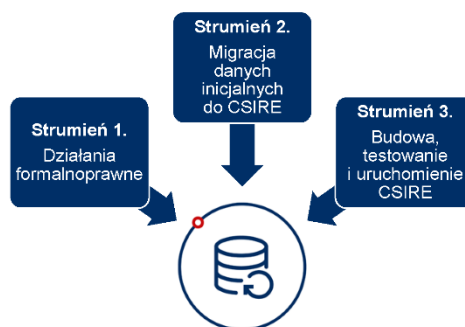 Strumień 1.
Działania
formalnoprawne
Strumień 2.
Migracja
danych
inicjalnych
do CSIRE
Strumień 3.
Budowa,
testowanie
i uruchomienie
CSIRE